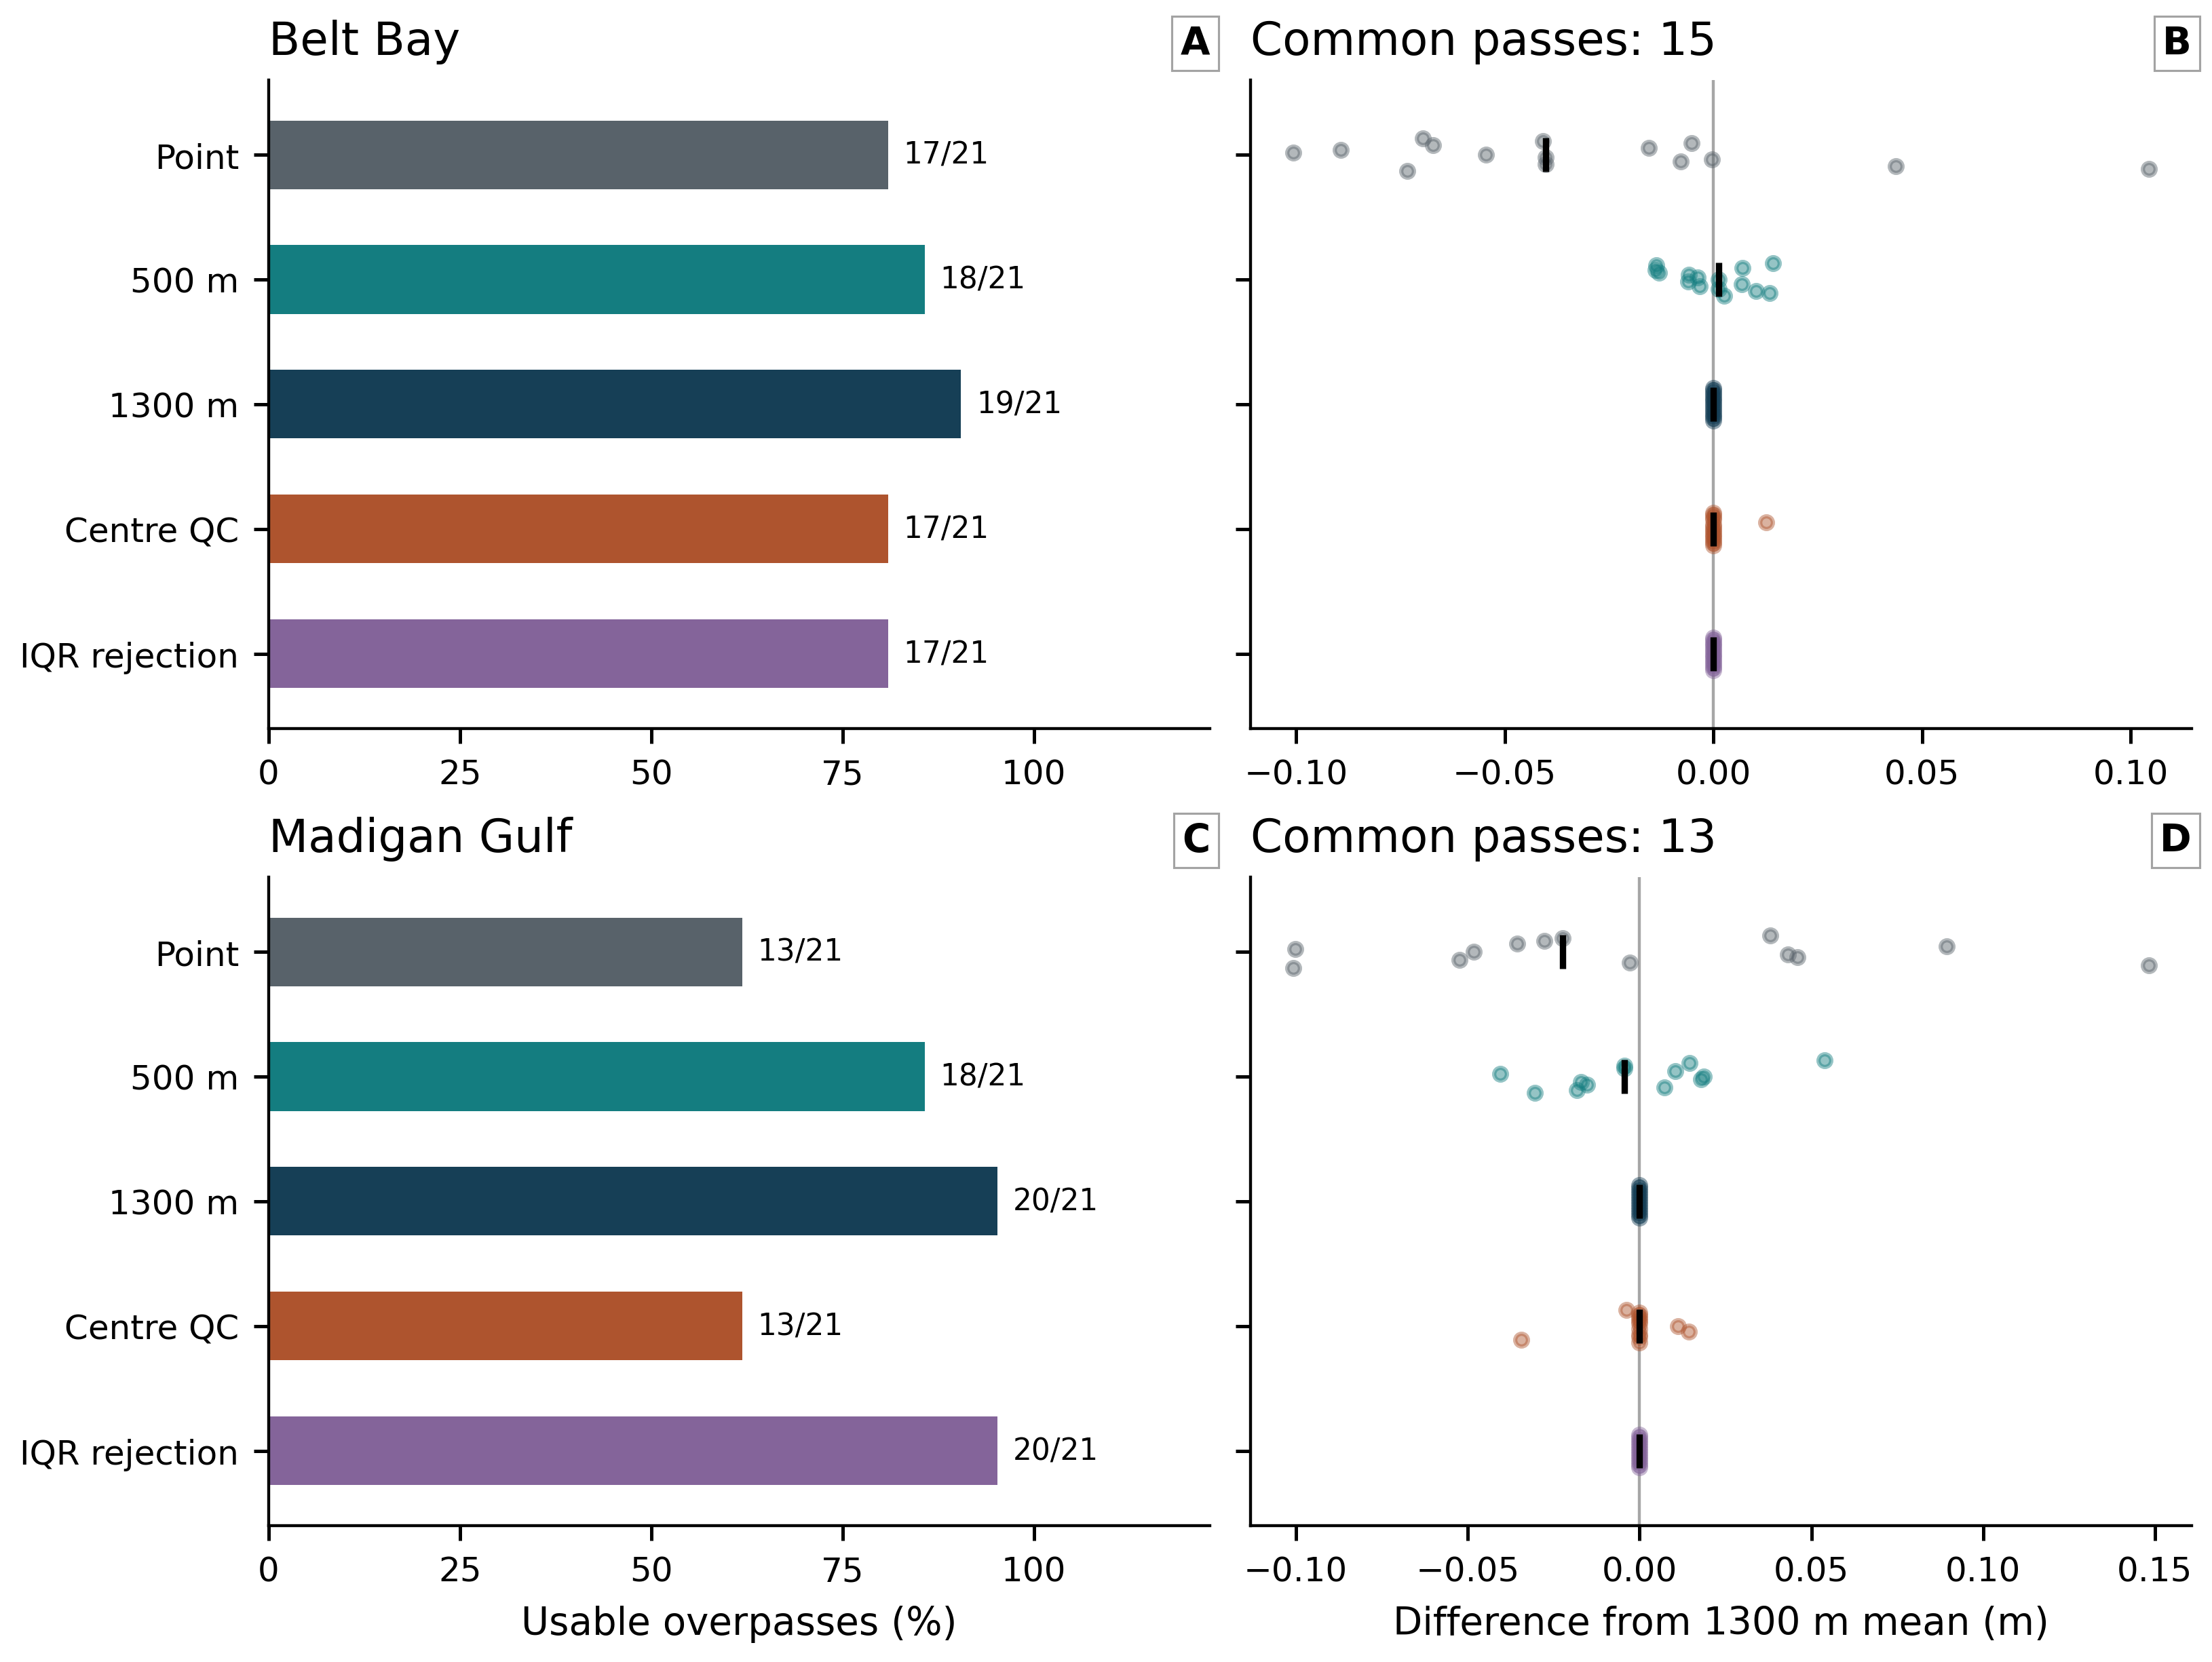 Belt Bay
A
Point
17/21
500 m
18/21
1300 m
19/21
Centre QC
17/21
IQR rejection
17/21
0 25 50 75 100
Common passes: 15
B
−0.10 −0.05 0.00 0.05 0.10
Madigan Gulf
C
Point
13/21
500 m
18/21
1300 m
20/21
Centre QC
13/21
IQR rejection
20/21
0 25 50 75 100
Usable overpasses (%)
Common passes: 13
D
−0.10 −0.05 0.00 0.05 0.10 0.15
Difference from 1300 m mean (m)